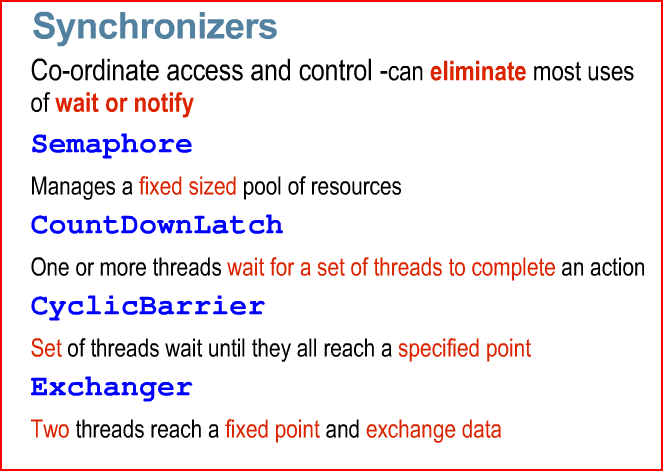 Synchronizers
Co-ordinate access and control -can eliminate most uses
of wait or notify
Semaphore
Manages a fixed sized pool of resources
CountDownLatch
One or more threads wait for a set of threads to complete an action
CyclicBarrier
Set of threads wait until they all reach a specified point
Exchanger
Two threads reach a fixed point and exchange data